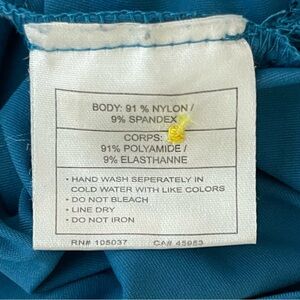 BODY: 91 % NYLON /
9% SPANDEX
CORPS:
91% POLYAMIDE /
9% ELASTHANNE
• HAND WASH SEPERATELY IN
COLD WATER WITH LIKE COLORS
• DO NOT BLEACH
• LINE DRY
• DO NOT IRON
RN# 105037 CA# 45953